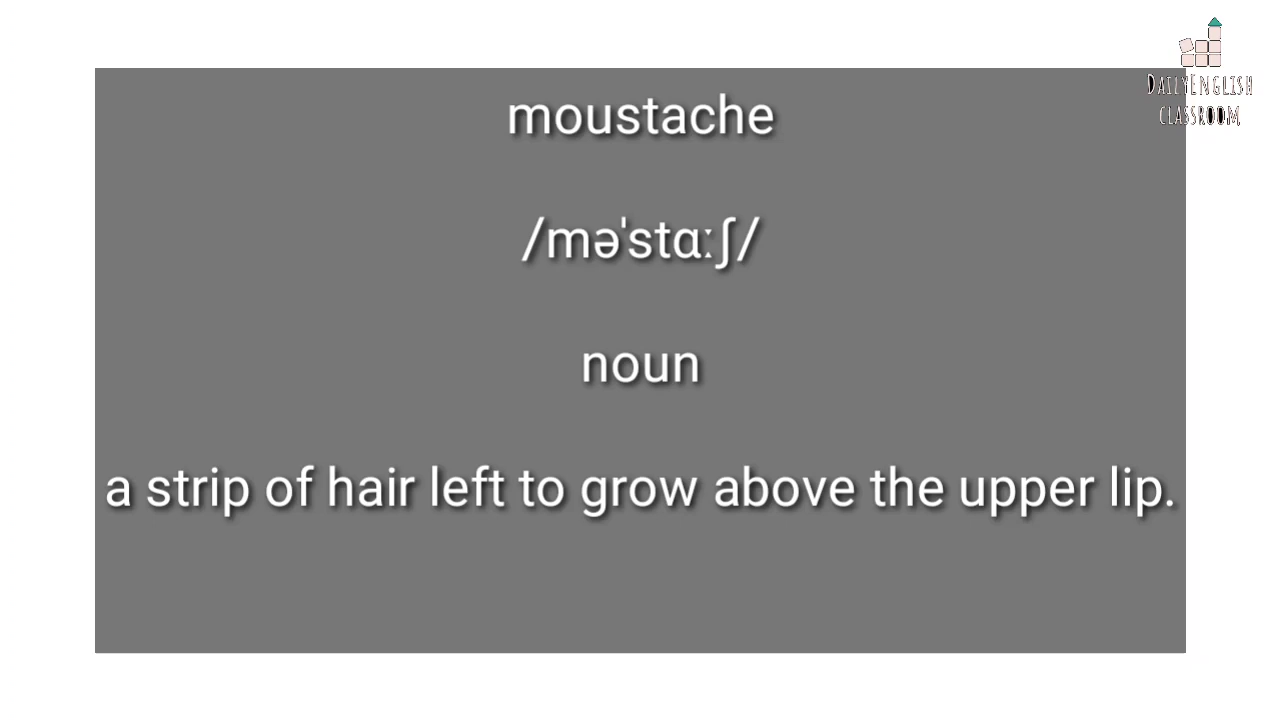 DailyEnglish
classroom
moustache
/məˈstɑːʃ/
noun
a strip of hair left to grow above the upper lip.